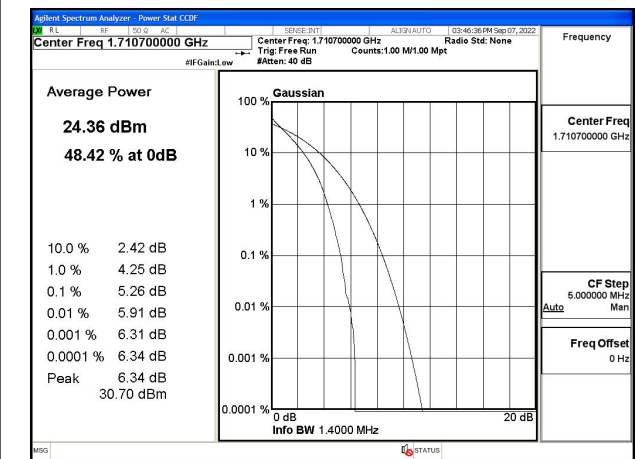 Agilent Spectrum Analyzer - Power Stat CCDF
LXI RL RF 50 Ω AC SENSE:INT ALIGN AUTO 03:46:36 PM Sep 07, 2022
Center Freq 1.710700000 GHz
Center Freq: 1.710700000 GHz Radio Std: None
Trig: Free Run Counts:1.00 M/1.00 Mpt
#IFGain:Low #Atten: 40 dB
Frequency
Average Power
24.36 dBm
48.42 % at 0dB
10.0 % 2.42 dB
1.0 % 4.25 dB
0.1 % 5.26 dB
0.01 % 5.91 dB
0.001 % 6.31 dB
0.0001 % 6.34 dB
Peak 6.34 dB
30.70 dBm
Gaussian
100 %
10 %
1 %
0.1 %
0.01 %
0.001 %
0.0001 %
0 dB 20 dB
Info BW 1.4000 MHz
Center Freq
1.710700000 GHz
CF Step
5.000000 MHz
Auto Man
Freq Offset
0 Hz
MSG STATUS